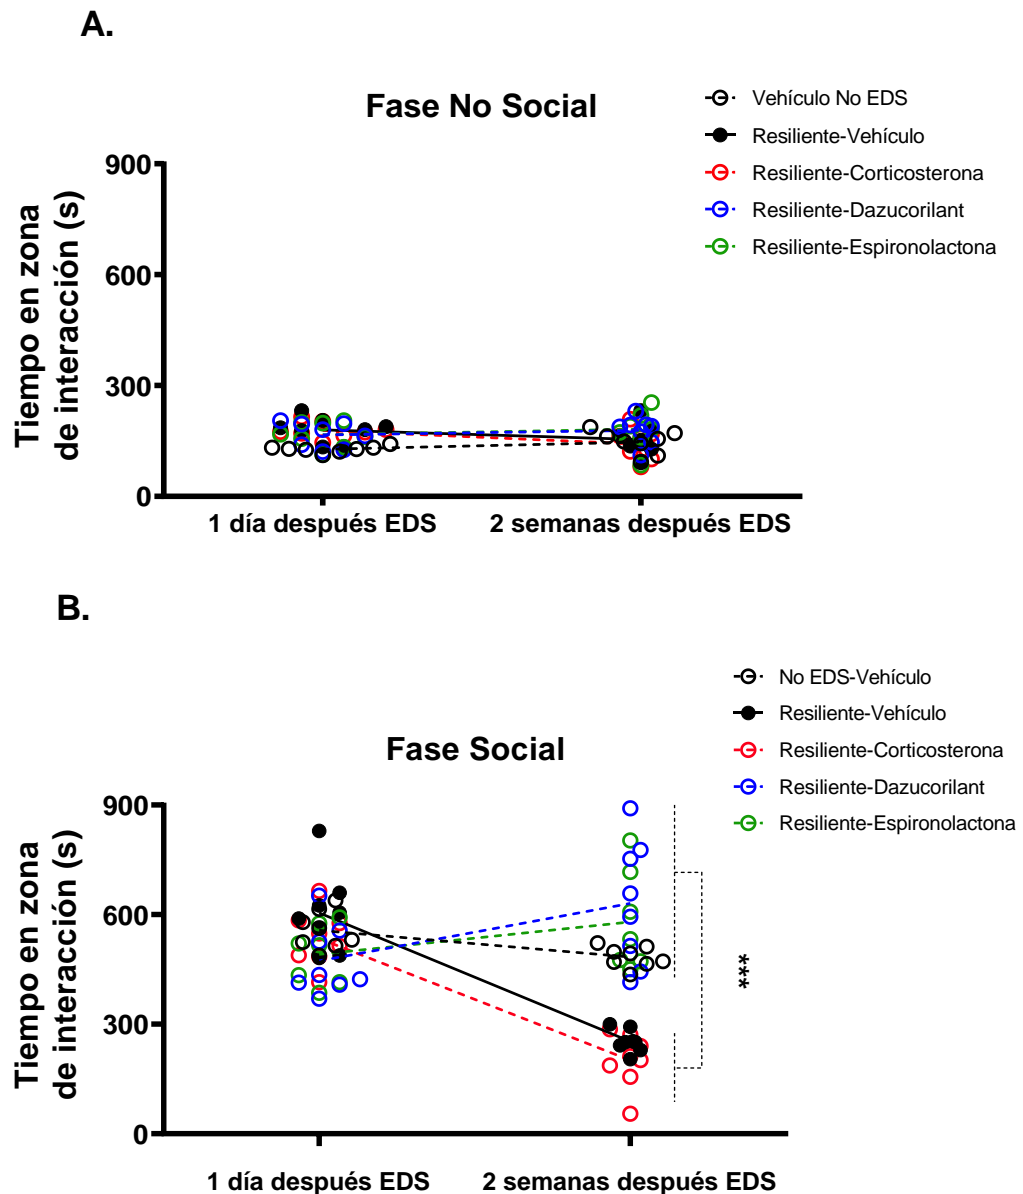 A.
Fase No Social
Vehículo No EDS
Resiliente-Vehículo
Resiliente-Corticosterona
Resiliente-Dazucorilant
Resiliente-Espironolactona
Tiempo en zona
de interacción (s)
900
600
300
0
1 día después EDS
2 semanas después EDS
B.
Fase Social
No EDS-Vehículo
Resiliente-Vehículo
Resiliente-Corticosterona
Resiliente-Dazucorilant
Resiliente-Espironolactona
Tiempo en zona
de interacción (s)
900
600
300
0
***
1 día después EDS
2 semanas después EDS